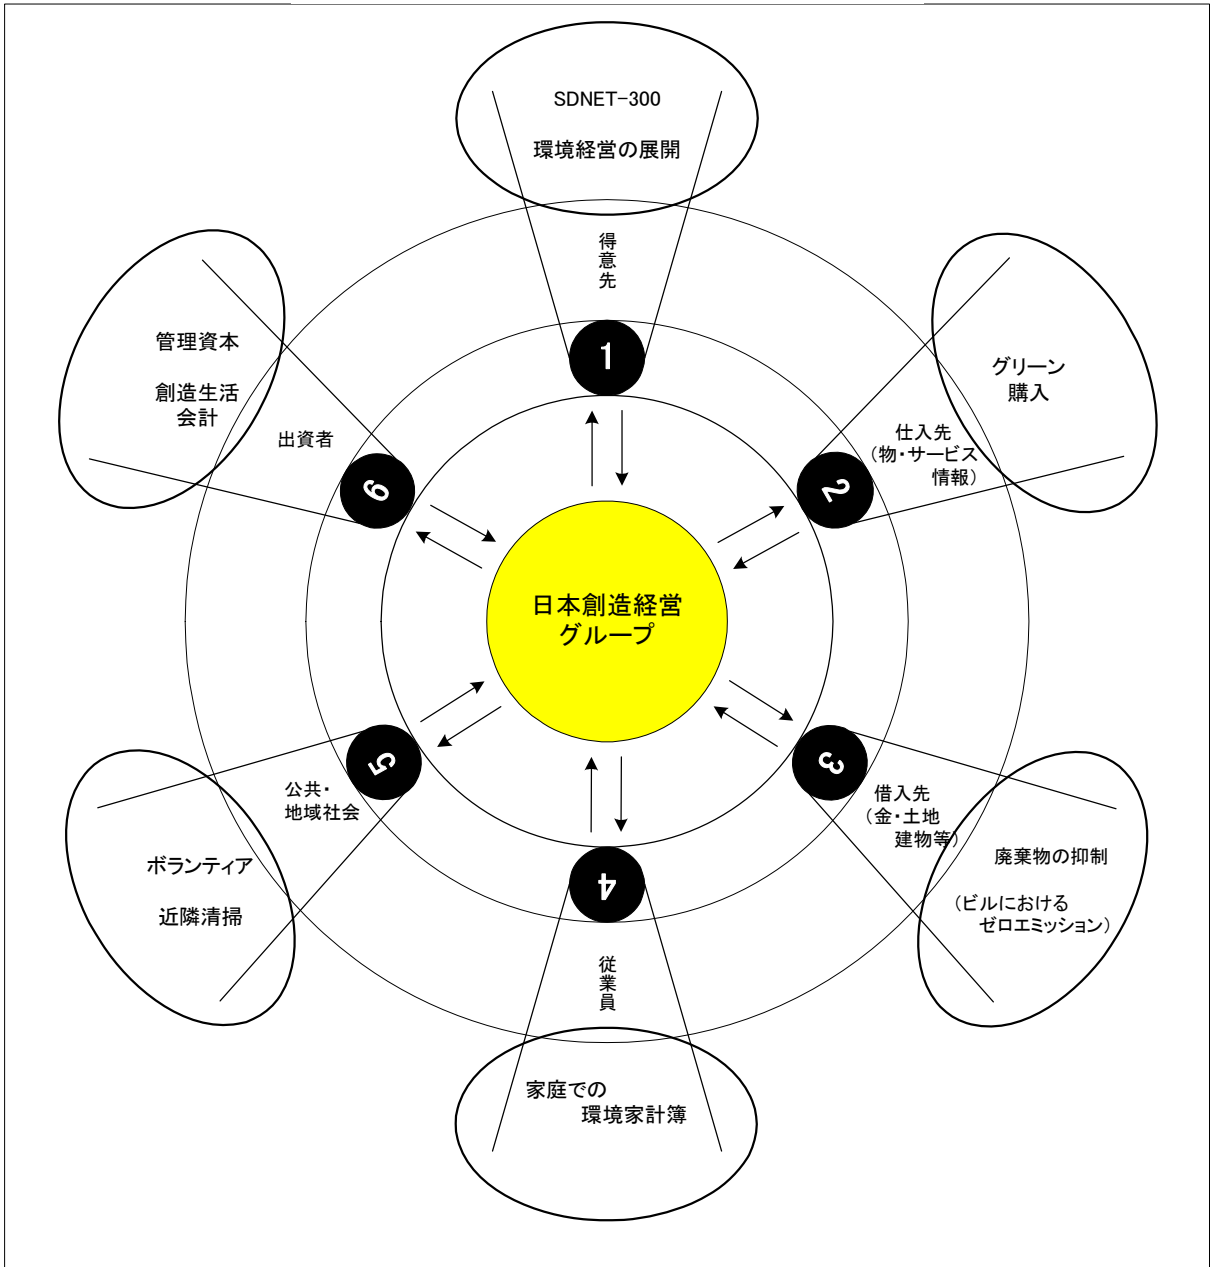 SDNET-300
環境経営の展開
得意先
1
グリーン
購入
仕入先
(物・サービス
情報)
2
管理資本
創造生活
会計
出資者
6
日本創造経営
グループ
3
借入先
(金・土地
建物等)
廃棄物の抑制
(ビルにおける
ゼロエミッション)
5
公共・
地域社会
ボランティア
近隣清掃
4
従業員
家庭での
環境家計簿